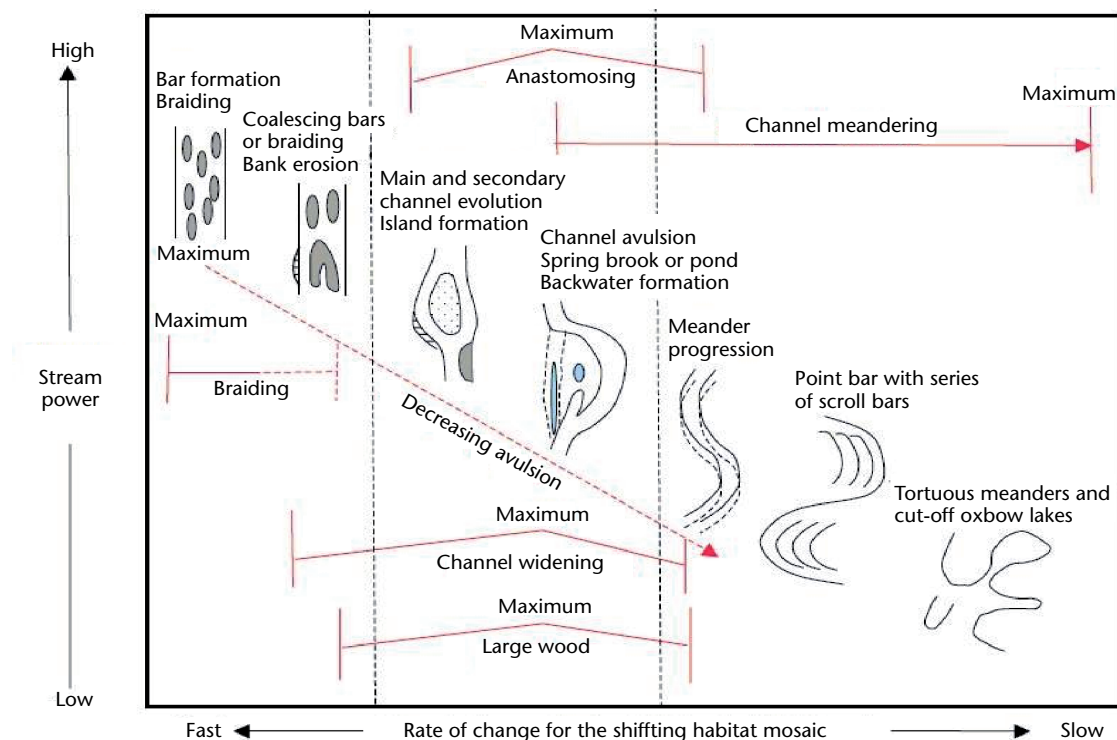 High
Stream
power
Low
Maximum
Anastomosing
Maximum
Channel meandering
Bar formation
Braiding
Maximum
Coalescing bars
or braiding
Bank erosion
Main and secondary
channel evolution
Island formation
Channel avulsion
Spring brook or pond
Backwater formation
Maximum
Braiding
Decreasing avulsion
Meander
progression
Point bar with series
of scroll bars
Tortuous meanders and
cut-off oxbow lakes
Maximum
Channel widening
Maximum
Large wood
Fast
Rate of change for the shiffting habitat mosaic
Slow